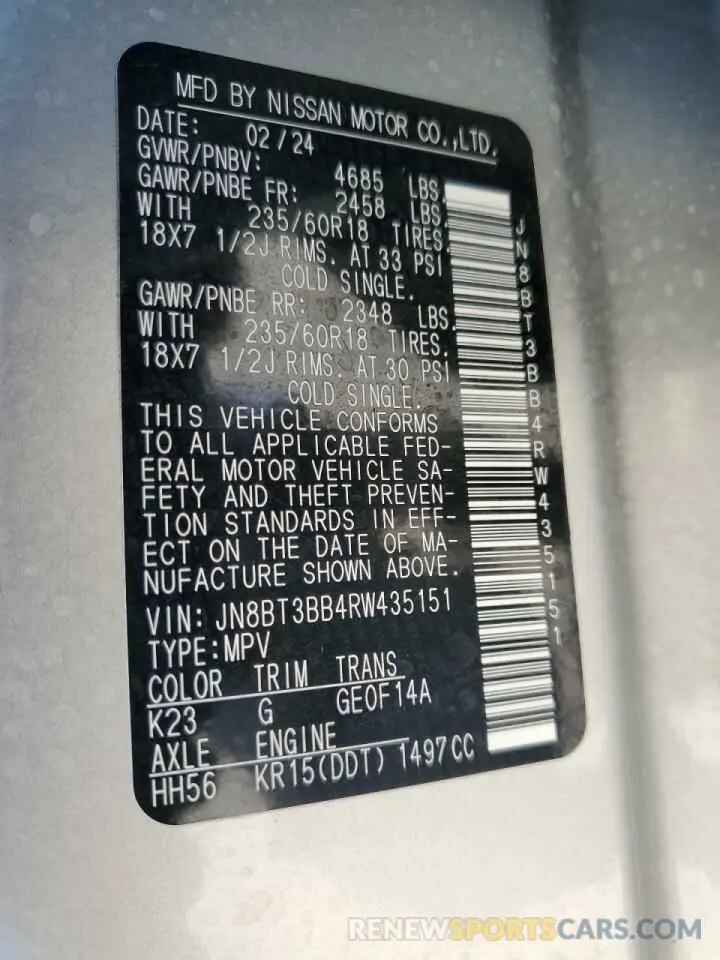 MFD BY NISSAN MOTOR CO.,LTD.
DATE: 02/24
GVWR/PNBV: 4685 LBS.
GAWR/PNBE FR: 2458 LBS.
WITH 235/60R18 TIRES.
18X7 1/2J RIMS. AT 33 PSI
COLD SINGLE.
GAWR/PNBE RR: 2348 LBS.
WITH 235/60R18 TIRES.
18X7 1/2J RIMS. AT 30 PSI
COLD SINGLE.
THIS VEHICLE CONFORMS
TO ALL APPLICABLE FED-
ERAL MOTOR VEHICLE SA-
FETY AND THEFT PREVEN-
TION STANDARDS IN EFF-
ECT ON THE DATE OF MA-
NUFACTURE SHOWN ABOVE.
VIN: JN8BT3BB4RW435151
TYPE:MPV
COLOR TRIM TRANS
K23 G GEOF14A
AXLE ENGINE
HH56 KR15(DDT) 1497CC
JN8BT3BB4RW435151
RENEWSPORTSCARS.COM